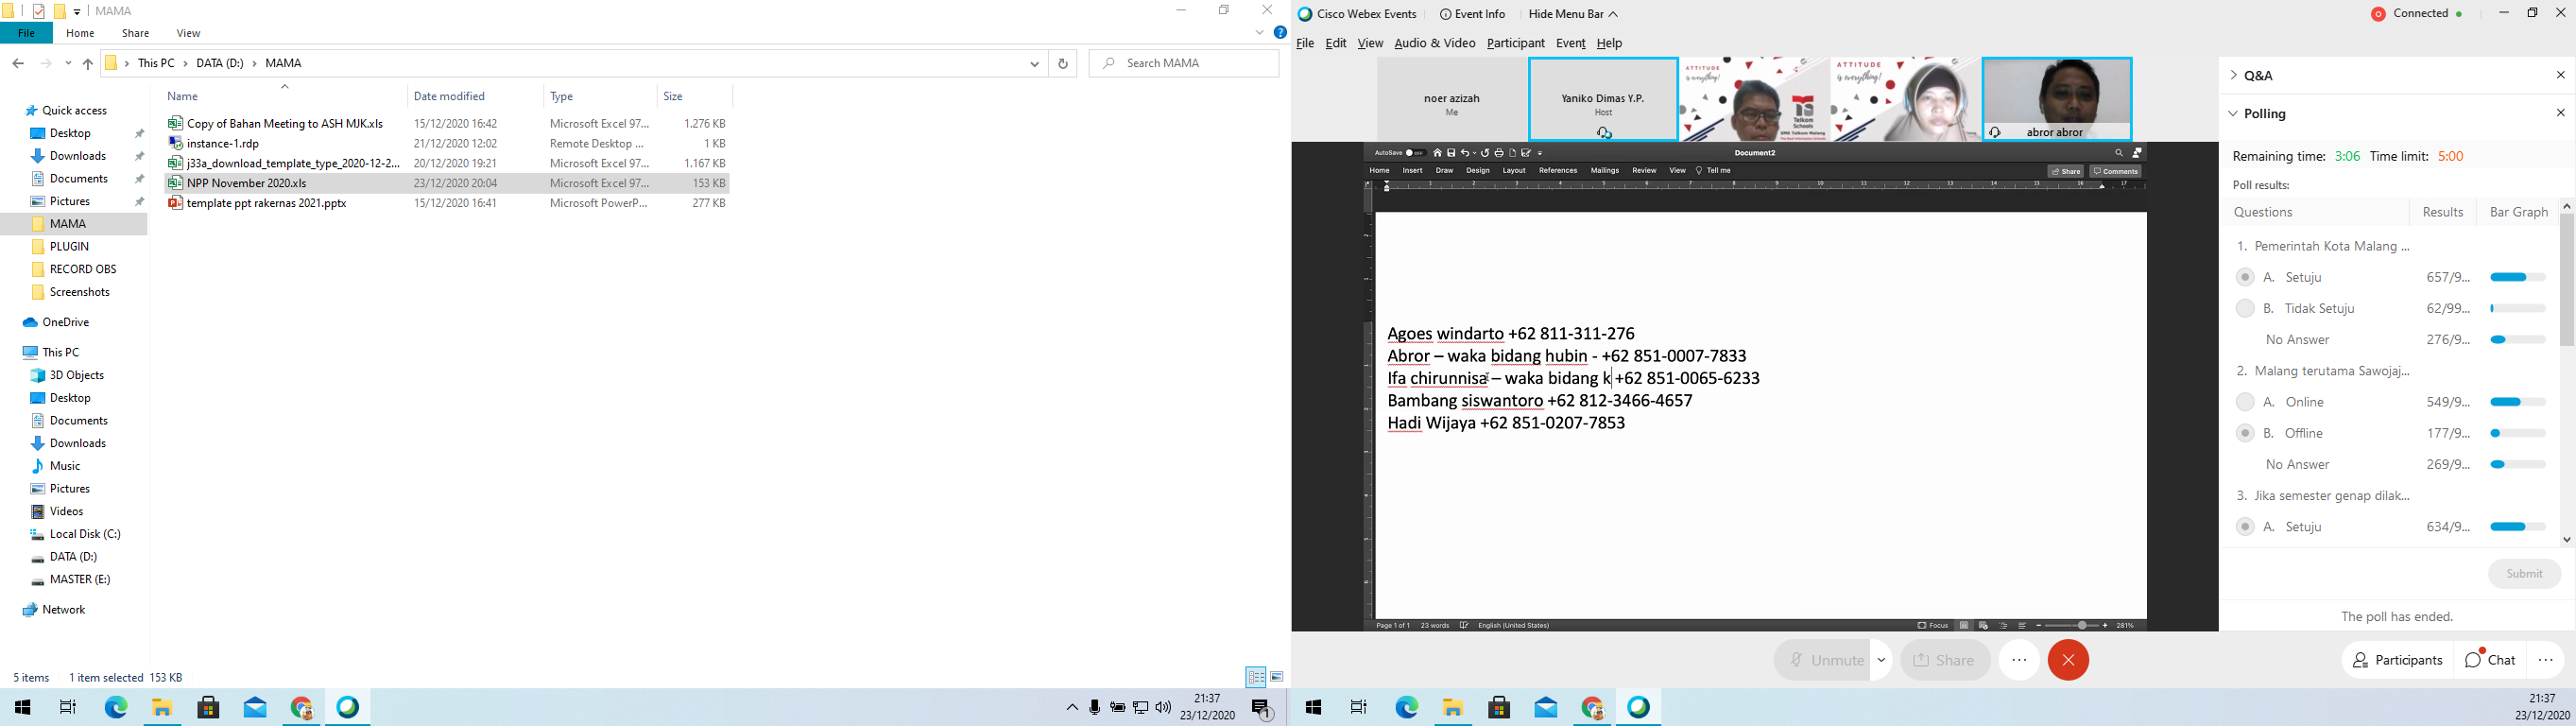 MAMA
File Home Share View
This PC > DATA (D:) > MAMA
Search MAMA
Name Date modified Type Size
Copy of Bahan Meeting to ASH MJK.xls 15/12/2020 16:42 Microsoft Excel 97... 1.276 KB
instance-1.rdp 21/12/2020 12:02 Remote Desktop ... 1 KB
j33a_download_template_type_2020-12-2... 20/12/2020 19:21 Microsoft Excel 97... 1.167 KB
NPP November 2020.xls 23/12/2020 20:04 Microsoft Excel 97... 153 KB
template ppt rakernas 2021.pptx 15/12/2020 16:41 Microsoft PowerP... 277 KB
Quick access
Desktop
Downloads
Documents
Pictures
MAMA
PLUGIN
RECORD OBS
Screenshots
OneDrive
This PC
3D Objects
Desktop
Documents
Downloads
Music
Pictures
Videos
Local Disk (C:)
DATA (D:)
MASTER (E:)
Network
5 items 1 item selected 153 KB
21:37
23/12/2020
1
Cisco Webex Events Event Info Hide Menu Bar
Connected
File Edit View Audio & Video Participant Event Help
noer azizah
Me
Yaniko Dimas Y.P.
Host
ATTITUDE
is everything!
Telkom
Schools
SMK Telkom Malang
ATTITUDE
is everything!
abror abror
AutoSave OFF
Document2
Home Insert Draw Design Layout References Mailings Review View Tell me
Share Comments
Agoes windarto +62 811-311-276
Abror – waka bidang hubin - +62 851-0007-7833
Ifa chirunnisa – waka bidang k +62 851-0065-6233
Bambang siswantoro +62 812-3466-4657
Hadi Wijaya +62 851-0207-7853
Page 1 of 1 23 words English (United States)
Focus
281%
Unmute Share
Q&A
Polling
Remaining time: 3:06 Time limit: 5:00
Poll results:
Questions Results Bar Graph
1. Pemerintah Kota Malang ...
A. Setuju 657/9...
B. Tidak Setuju 62/99...
No Answer 276/9...
2. Malang terutama Sawojaj...
A. Online 549/9...
B. Offline 177/9...
No Answer 269/9...
3. Jika semester genap dilak...
A. Setuju 634/9...
Submit
The poll has ended.
Participants Chat
21:37
23/12/2020